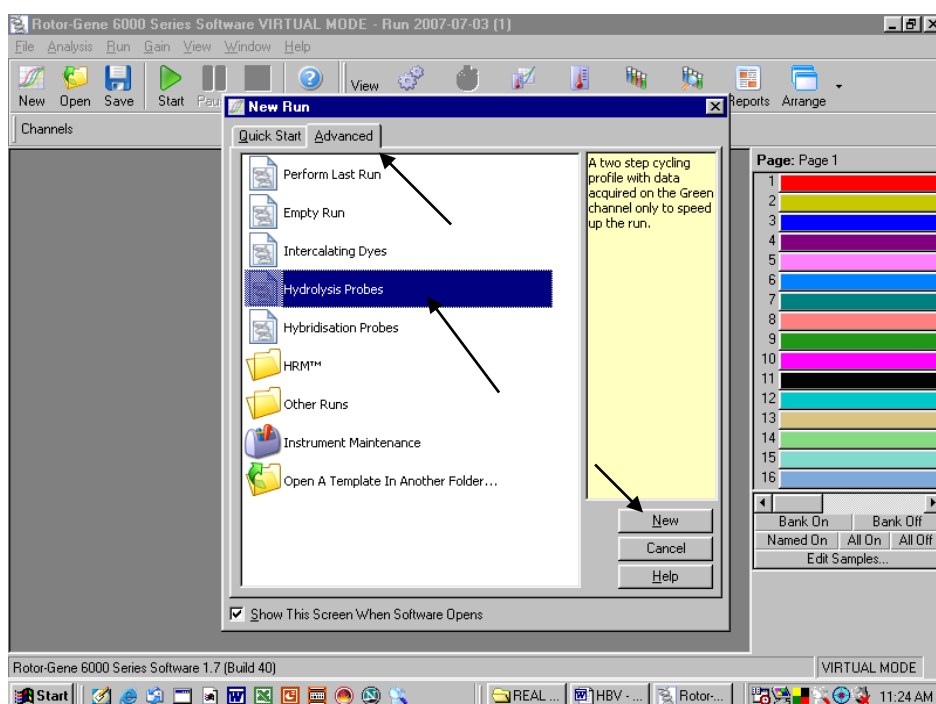 Rotor-Gene 6000 Series Software VIRTUAL MODE - Run 2007-07-03 (1)
File Analysis Run Gain View Window Help
New Open Save Start View Reports Arrange
Channels
New Run
Quick Start Advanced
Perform Last Run
Empty Run
Intercalating Dyes
Hydrolysis Probes
Hybridisation Probes
HRM™
Other Runs
Instrument Maintenance
Open A Template In Another Folder...
A two step cycling
profile with data
acquired on the Green
channel only to speed
up the run.
New
Cancel
Help
Show This Screen When Software Opens
Page: Page 1
1
2
3
4
5
6
7
8
9
10
11
12
13
14
15
16
Bank On Bank Off
Named On All On All Off
Edit Samples...
Rotor-Gene 6000 Series Software 1.7 (Build 40) VIRTUAL MODE
Start REAL ... HBV - ... Rotor-... 11:24 AM